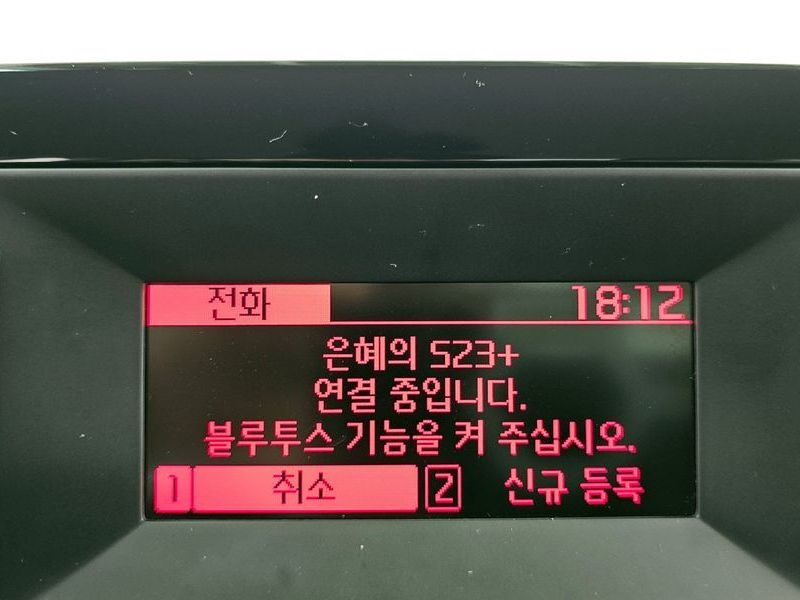 전화 18:12
은혜의 S23+
연결 중입니다.
블루투스 기능을 켜 주십시오.
1 취소 2 신규 등록